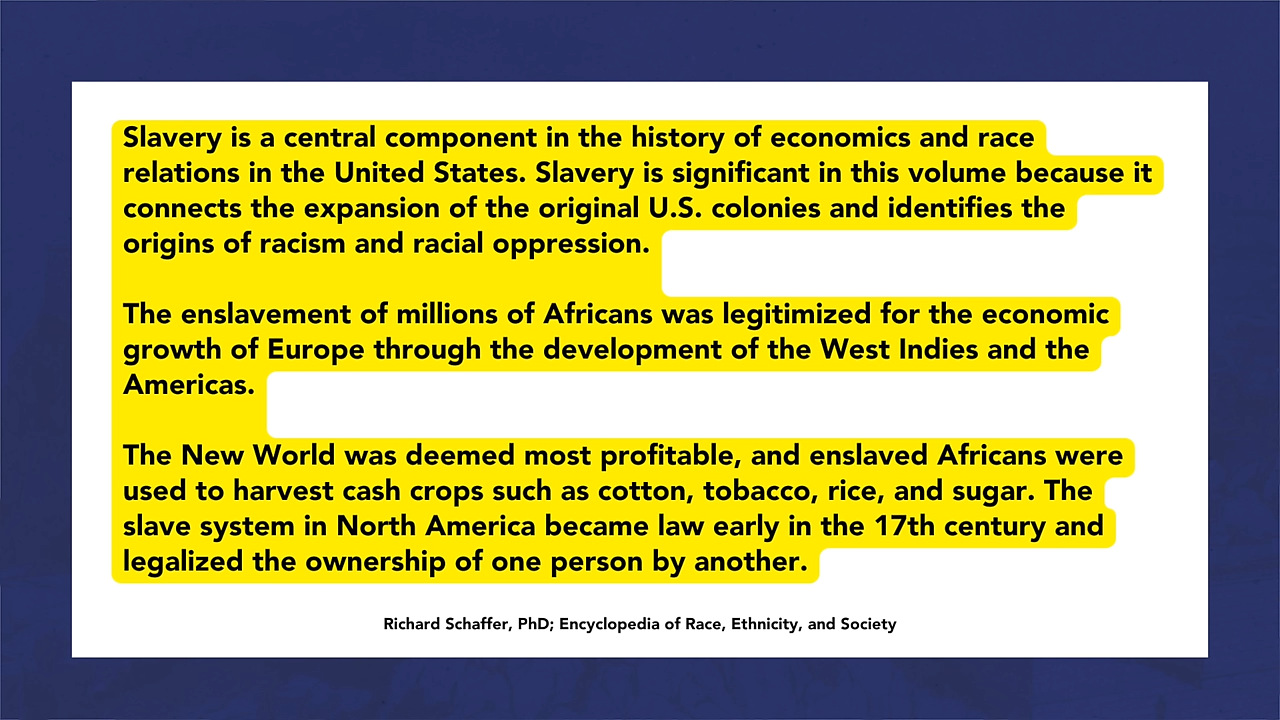 Slavery is a central component in the history of economics and race
relations in the United States. Slavery is significant in this volume because it
connects the expansion of the original U.S. colonies and identifies the
origins of racism and racial oppression.
The enslavement of millions of Africans was legitimized for the economic
growth of Europe through the development of the West Indies and the
Americas.
The New World was deemed most profitable, and enslaved Africans were
used to harvest cash crops such as cotton, tobacco, rice, and sugar. The
slave system in North America became law early in the 17th century and
legalized the ownership of one person by another.
Richard Schaffer, PhD; Encyclopedia of Race, Ethnicity, and Society